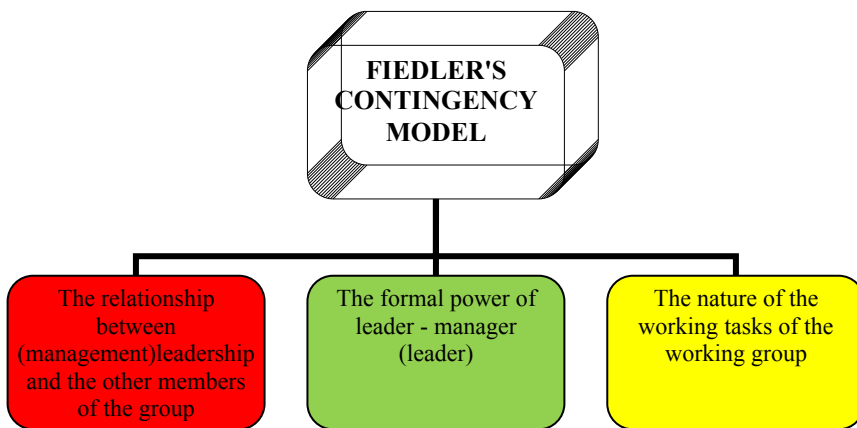 FIEDLER'S
CONTINGENCY
MODEL
The relationship
between
(management)leadership
and the other members
of the group
The formal power of
leader - manager
(leader)
The nature of the
working tasks of the
working group